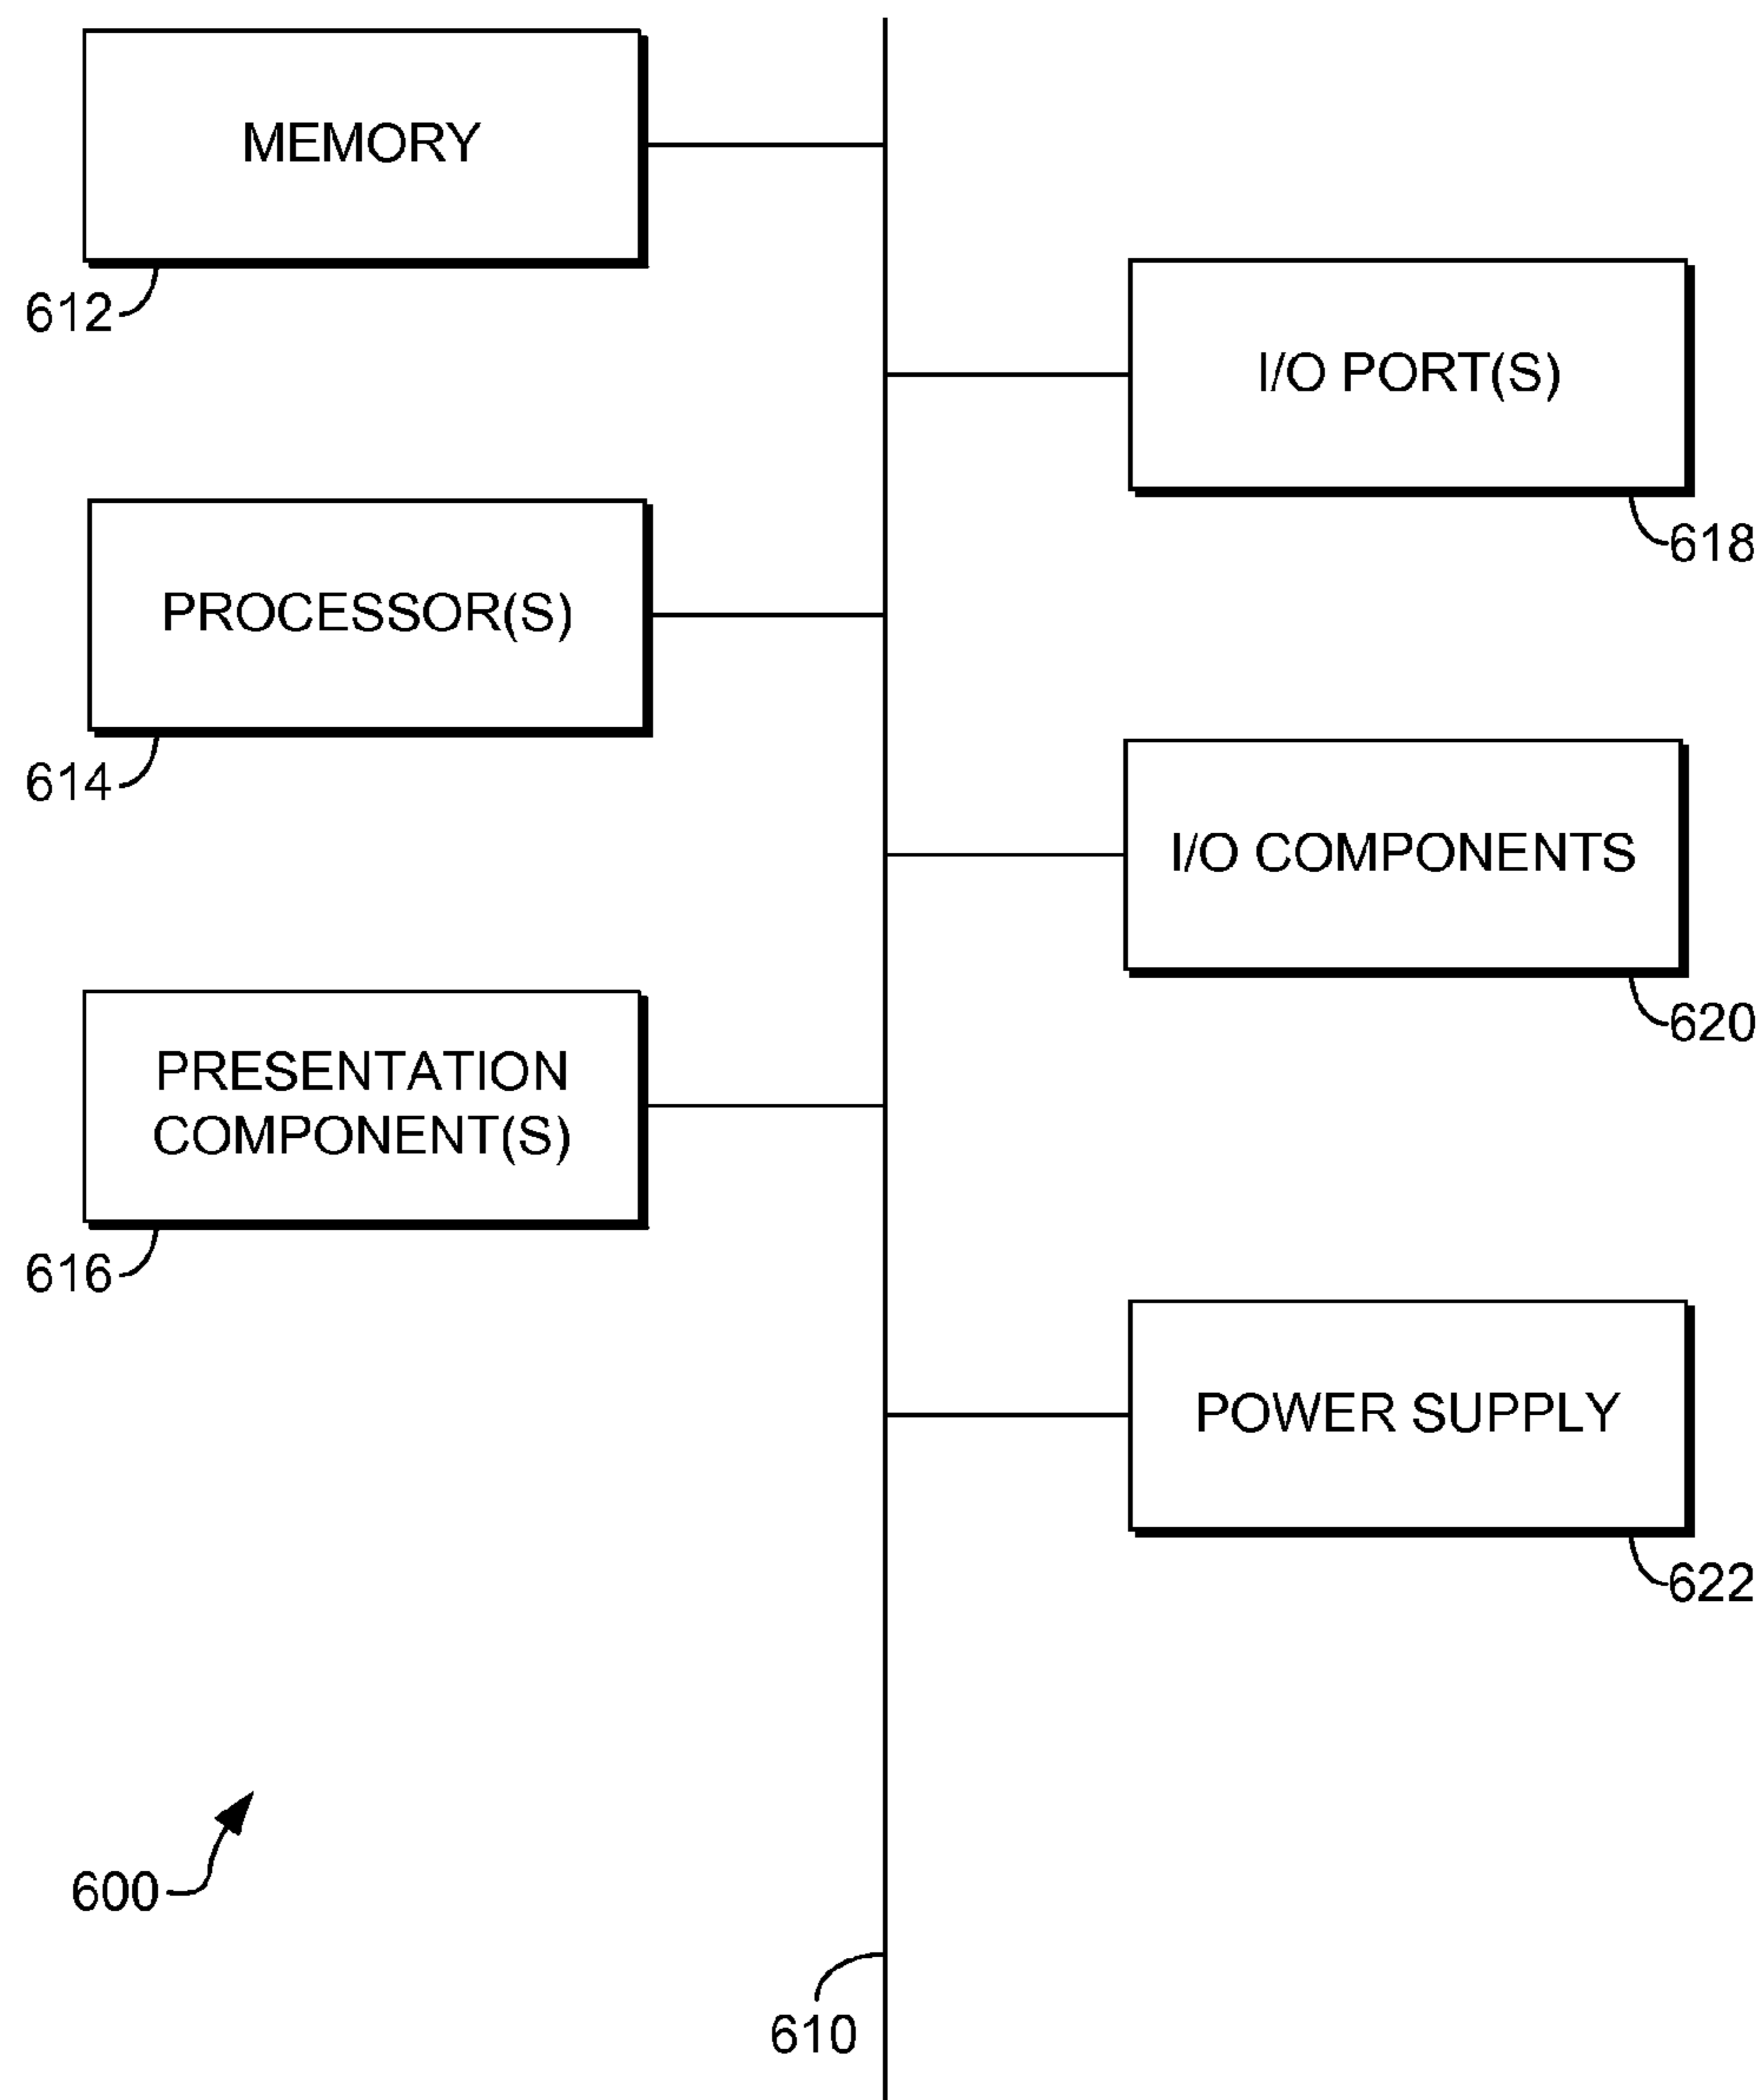 MEMORY
612
I/O PORT(S)
618
PROCESSOR(S)
614
I/O COMPONENTS
620
PRESENTATION
COMPONENT(S)
616
POWER SUPPLY
622
600
610